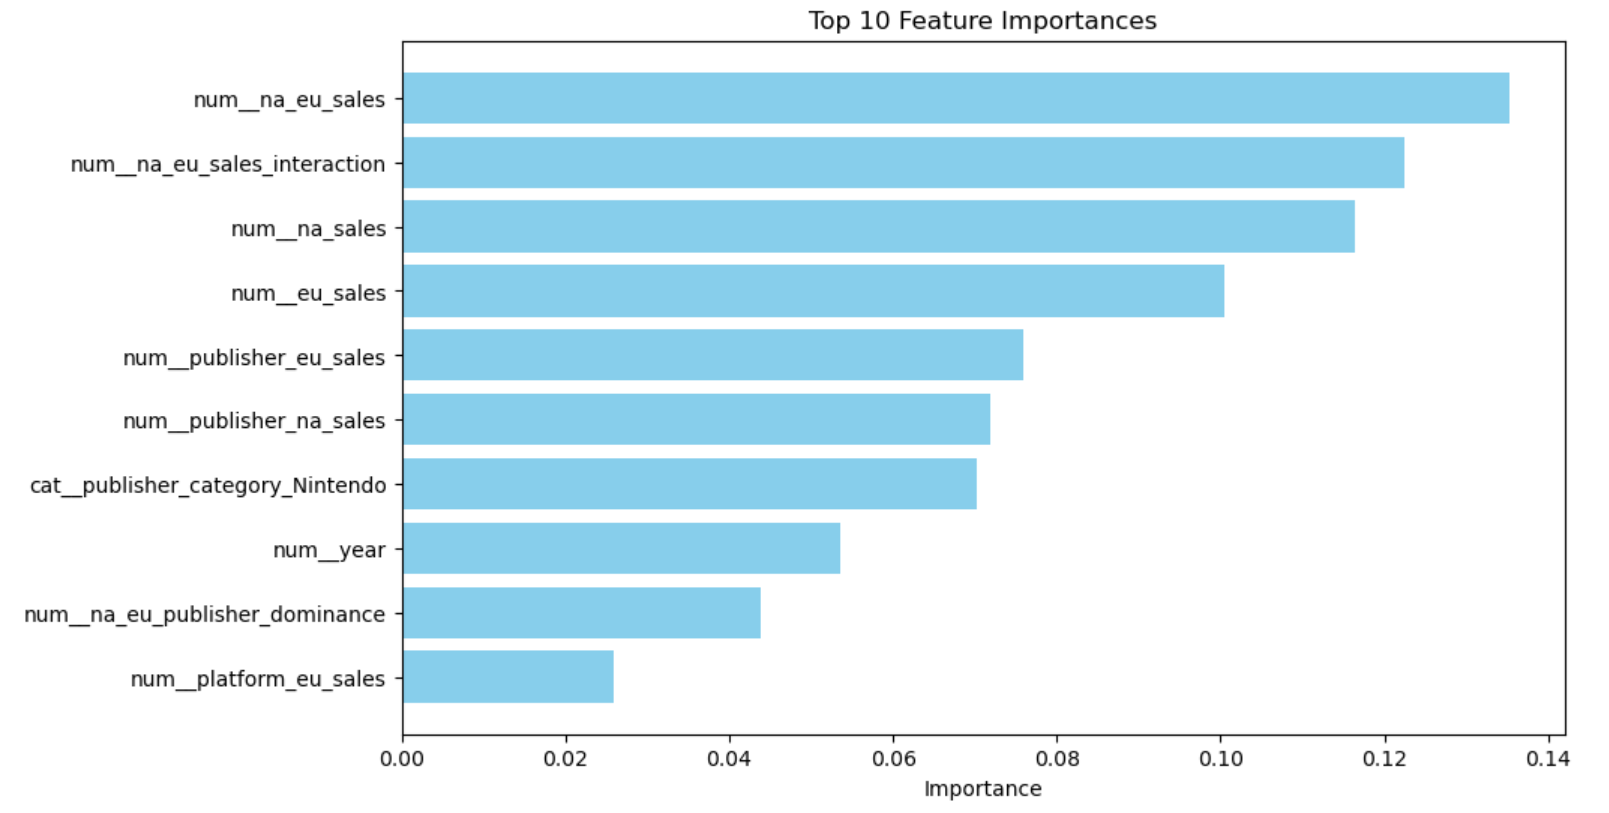 Top 10 Feature Importances
num__na_eu_sales
num__na_eu_sales_interaction
num__na_sales
num__eu_sales
num__publisher_eu_sales
num__publisher_na_sales
cat__publisher_category_Nintendo
num__year
num__na_eu_publisher_dominance
num__platform_eu_sales
0.00 0.02 0.04 0.06 0.08 0.10 0.12 0.14
Importance